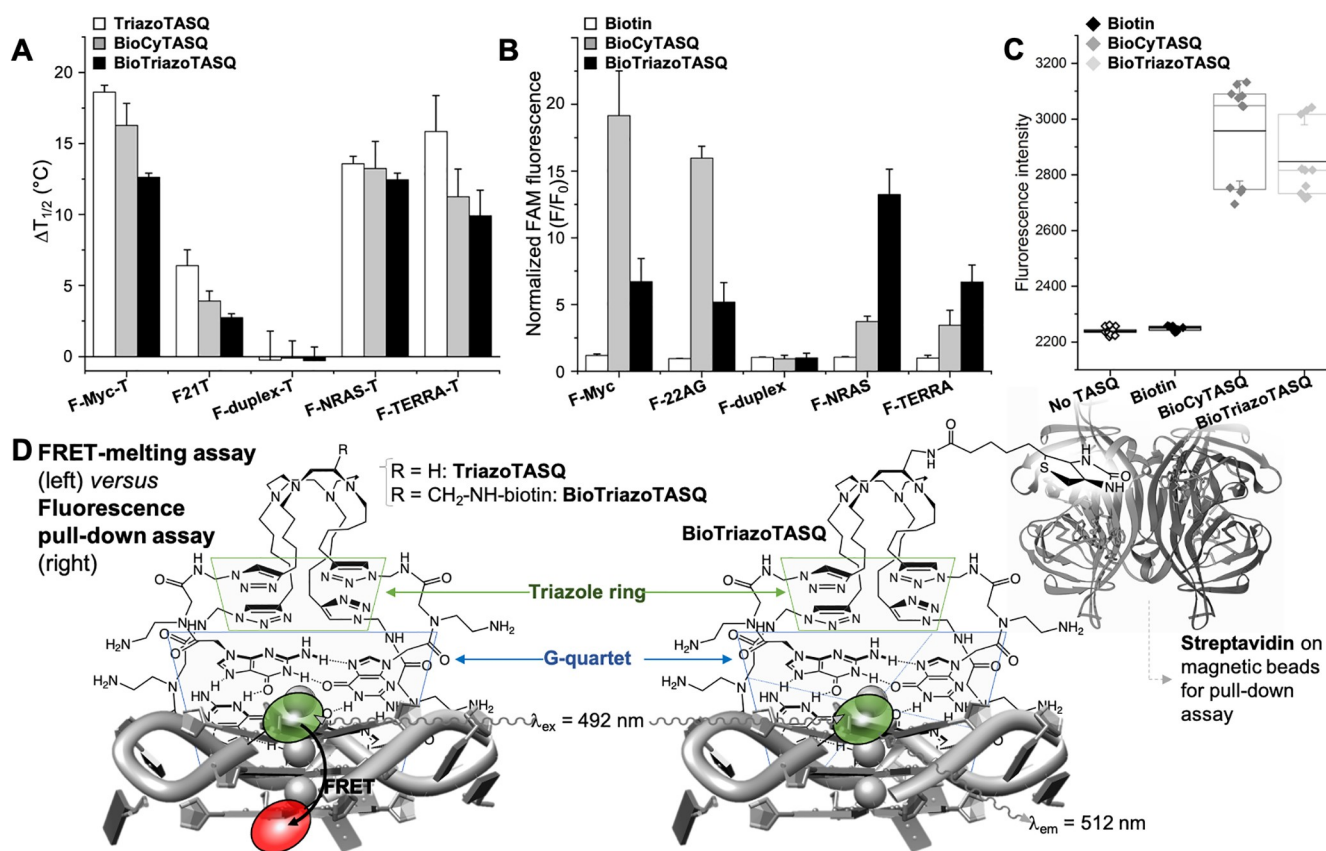 A
TriazoTASQ
BioCyTASQ
BioTriazoTASQ
ΔT1/2 (°C)
20
15
10
5
0
F-Myc-T
F21T
F-duplex-T
F-NRAS-T
F-TERRA-T
B
Biotin
BioCyTASQ
BioTriazoTASQ
Normalized FAM fluorescence
(F/F0)
20
15
10
5
0
F-Myc
F-22AG
F-duplex
F-NRAS
F-TERRA
C
Biotin
BioCyTASQ
BioTriazoTASQ
Flurorescence intensity
3200
3000
2800
2600
2400
2200
No TASQ
Biotin
BioCyTASQ
BioTriazoTASQ
D FRET-melting assay
(left) versus
Fluorescence
pull-down assay
(right)
R
R = H: TriazoTASQ
R = CH2-NH-biotin: BioTriazoTASQ
BioTriazoTASQ
Triazole ring
G-quartet
λex = 492 nm
FRET
λem = 512 nm
Streptavidin on
magnetic beads
for pull-down
assay